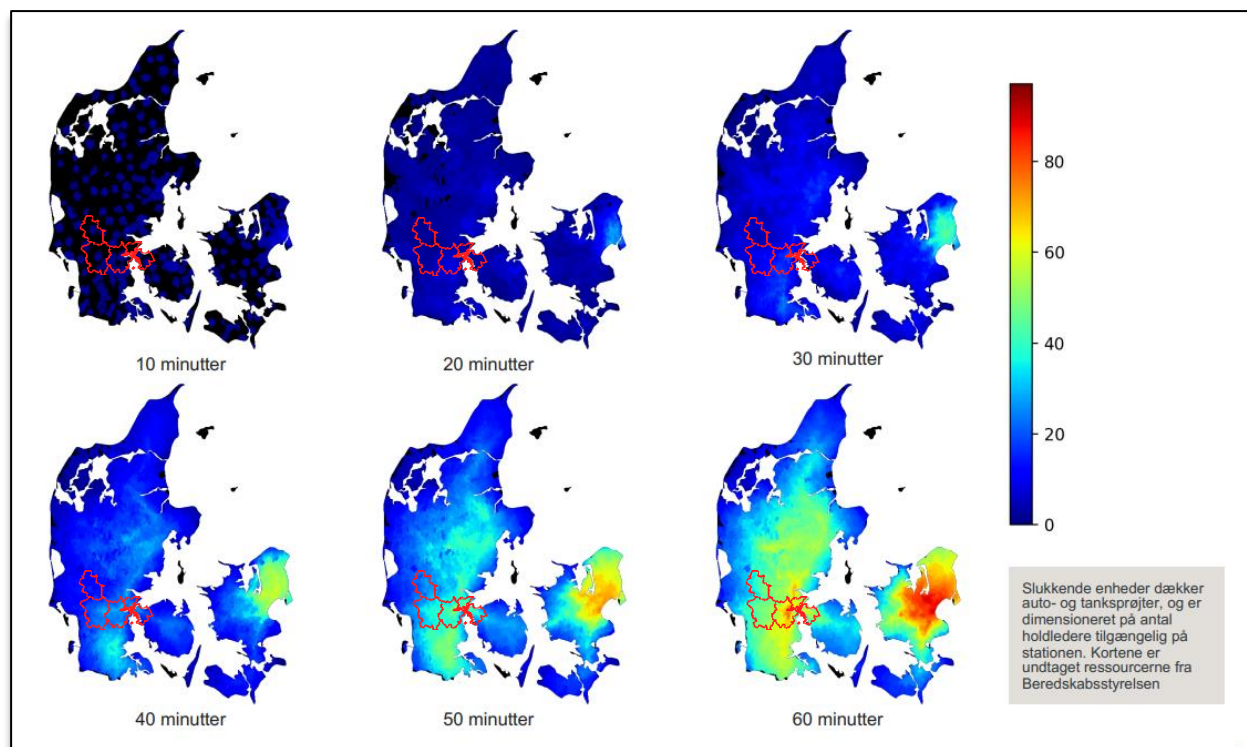 10 minutter
20 minutter
30 minutter
80
60
40
20
0
40 minutter
50 minutter
60 minutter
Slukkende enheder dækker
auto- og tanksprøjter, og er
dimensioneret på antal
holdledere tilgængelig på
stationen. Kortene er
undtaget ressourcerne fra
Beredskabsstyrelsen